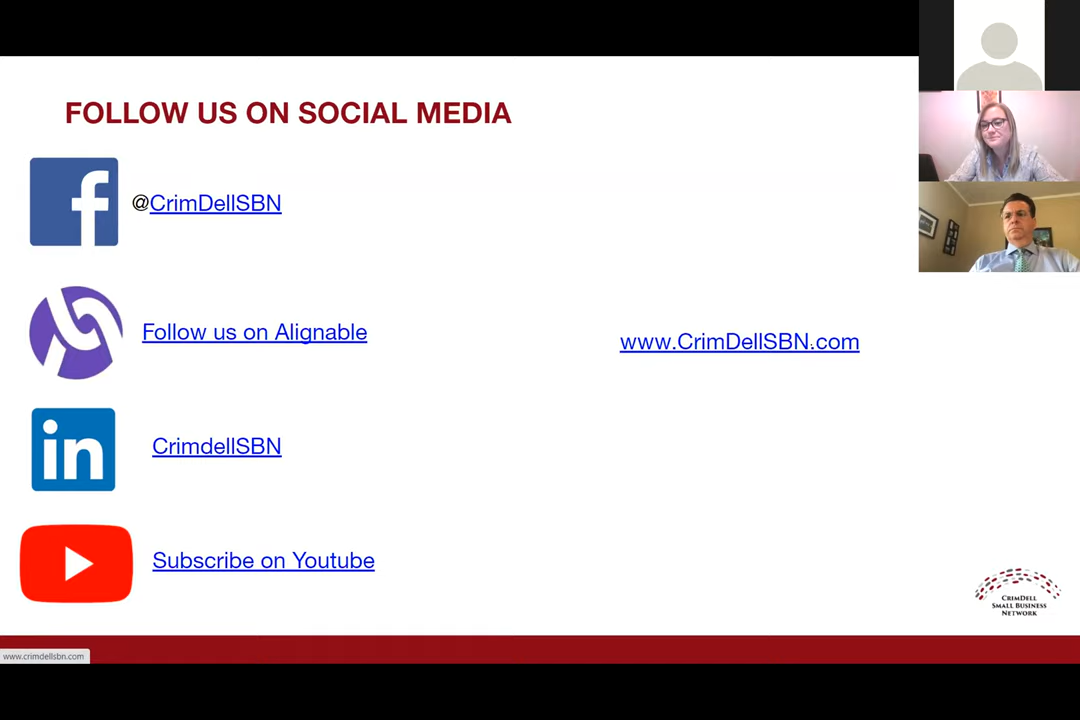 FOLLOW US ON SOCIAL MEDIA
@CrimDellSBN
Follow us on Alignable
www.CrimDellSBN.com
in
CrimdellSBN
Subscribe on Youtube
CRIMDELL
SMALL BUSINESS
NETWORK
www.crimdellsbn.com